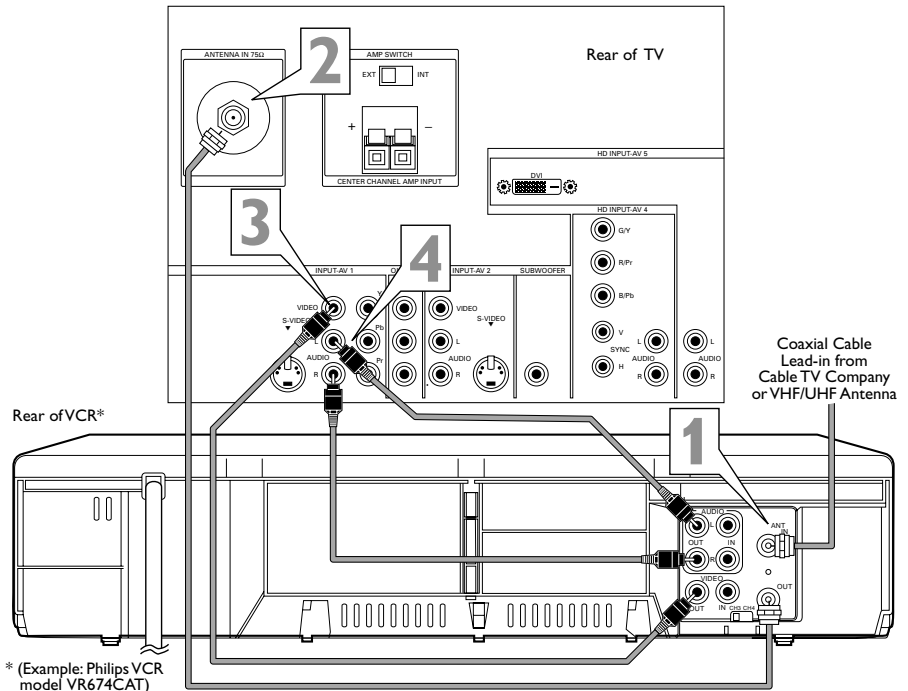 ANTENNA IN 75Ω
2
AMP SWITCH
EXT
INT
+
–
CENTER CHANNEL AMP INPUT
Rear of TV
HD INPUT-AV 5
DVI
HD INPUT-AV 4
G/Y
R/Pr
B/Pb
V
SYNC
H
L
AUDIO
R
L
AUDIO
R
3
4
INPUT-AV 1
VIDEO
S-VIDEO
L
AUDIO
R
Y
Pb
Pr
INPUT-AV 2
VIDEO
L
AUDIO
R
S-VIDEO
SUBWOOFER
Coaxial Cable
Lead-in from
Cable TV Company
or VHF/UHF Antenna
Rear of VCR*
1
AUDIO
L
OUT
IN
R
VIDEO
OUT
IN
CH3 CH4
ANT
IN
OUT
* (Example: Philips VCR
model VR674CAT)